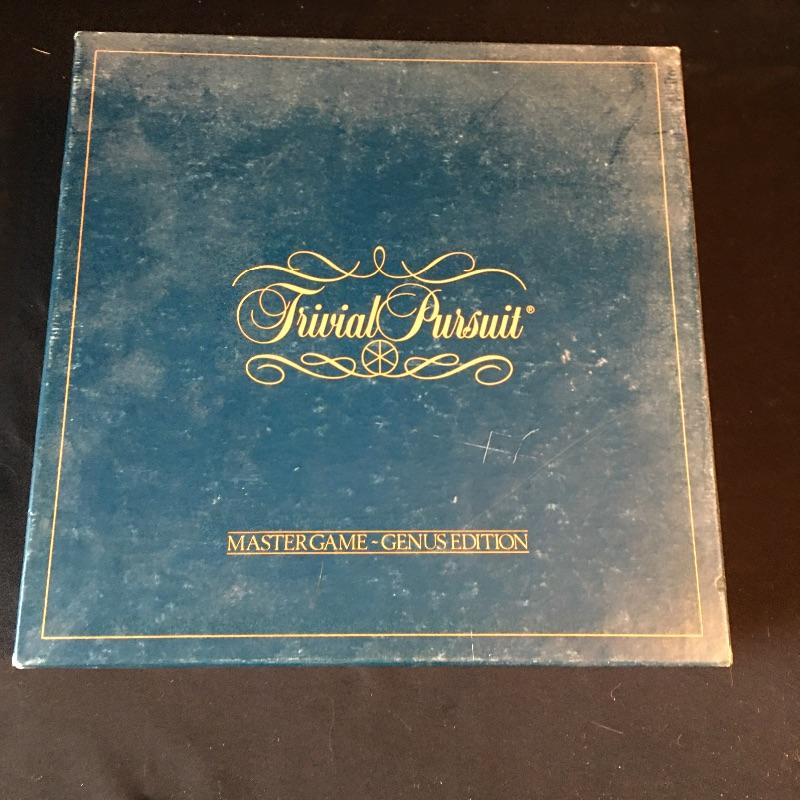 Trivial Pursuit®
MASTER GAME ~ GENUS EDITION